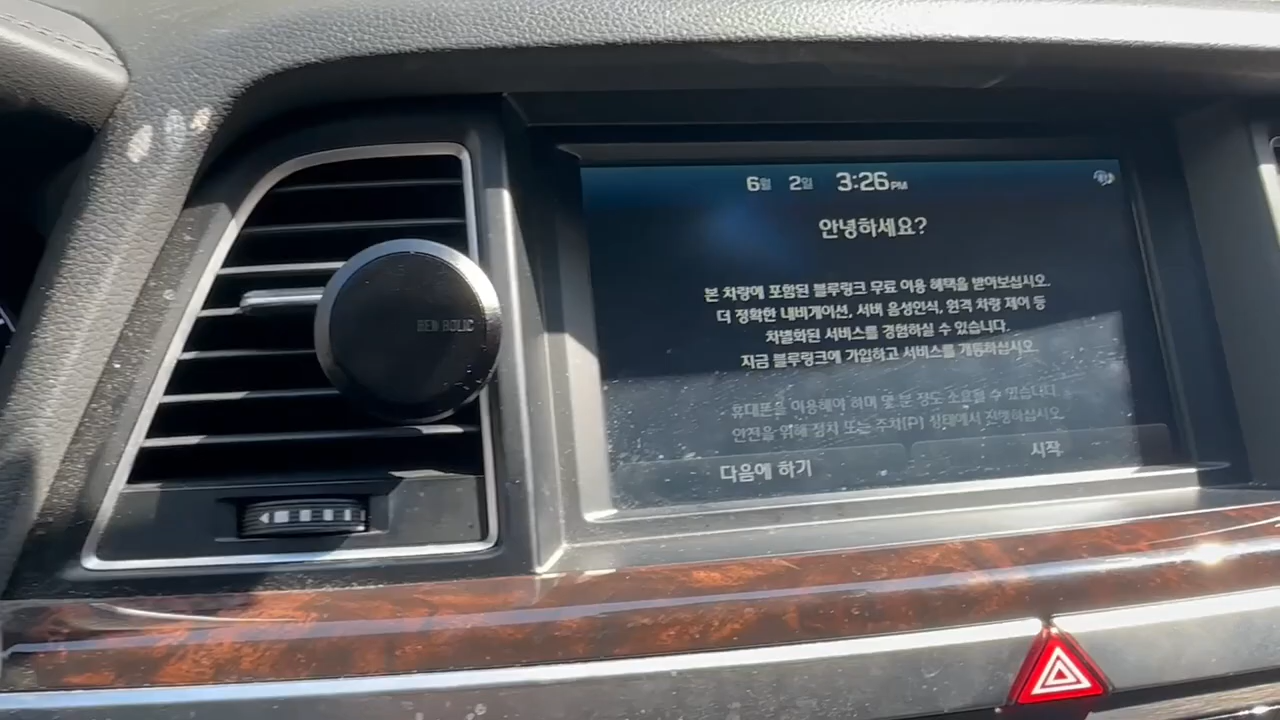 6월 2일 3:26PM
안녕하세요?
본 차량에 포함된 블루링크 무료 이용 혜택을 받아보십시오.
더 정확한 내비게이션, 서버 음성인식, 원격 차량 제어 등
차별화된 서비스를 경험하실 수 있습니다.
지금 블루링크에 가입하고 서비스를 개통하십시오.
휴대폰을 이용해야 하며 몇 분 정도 소요될 수 있습니다.
안전을 위해 정차 또는 주차[P] 상태에서 진행하십시오.
다음에 하기
시작